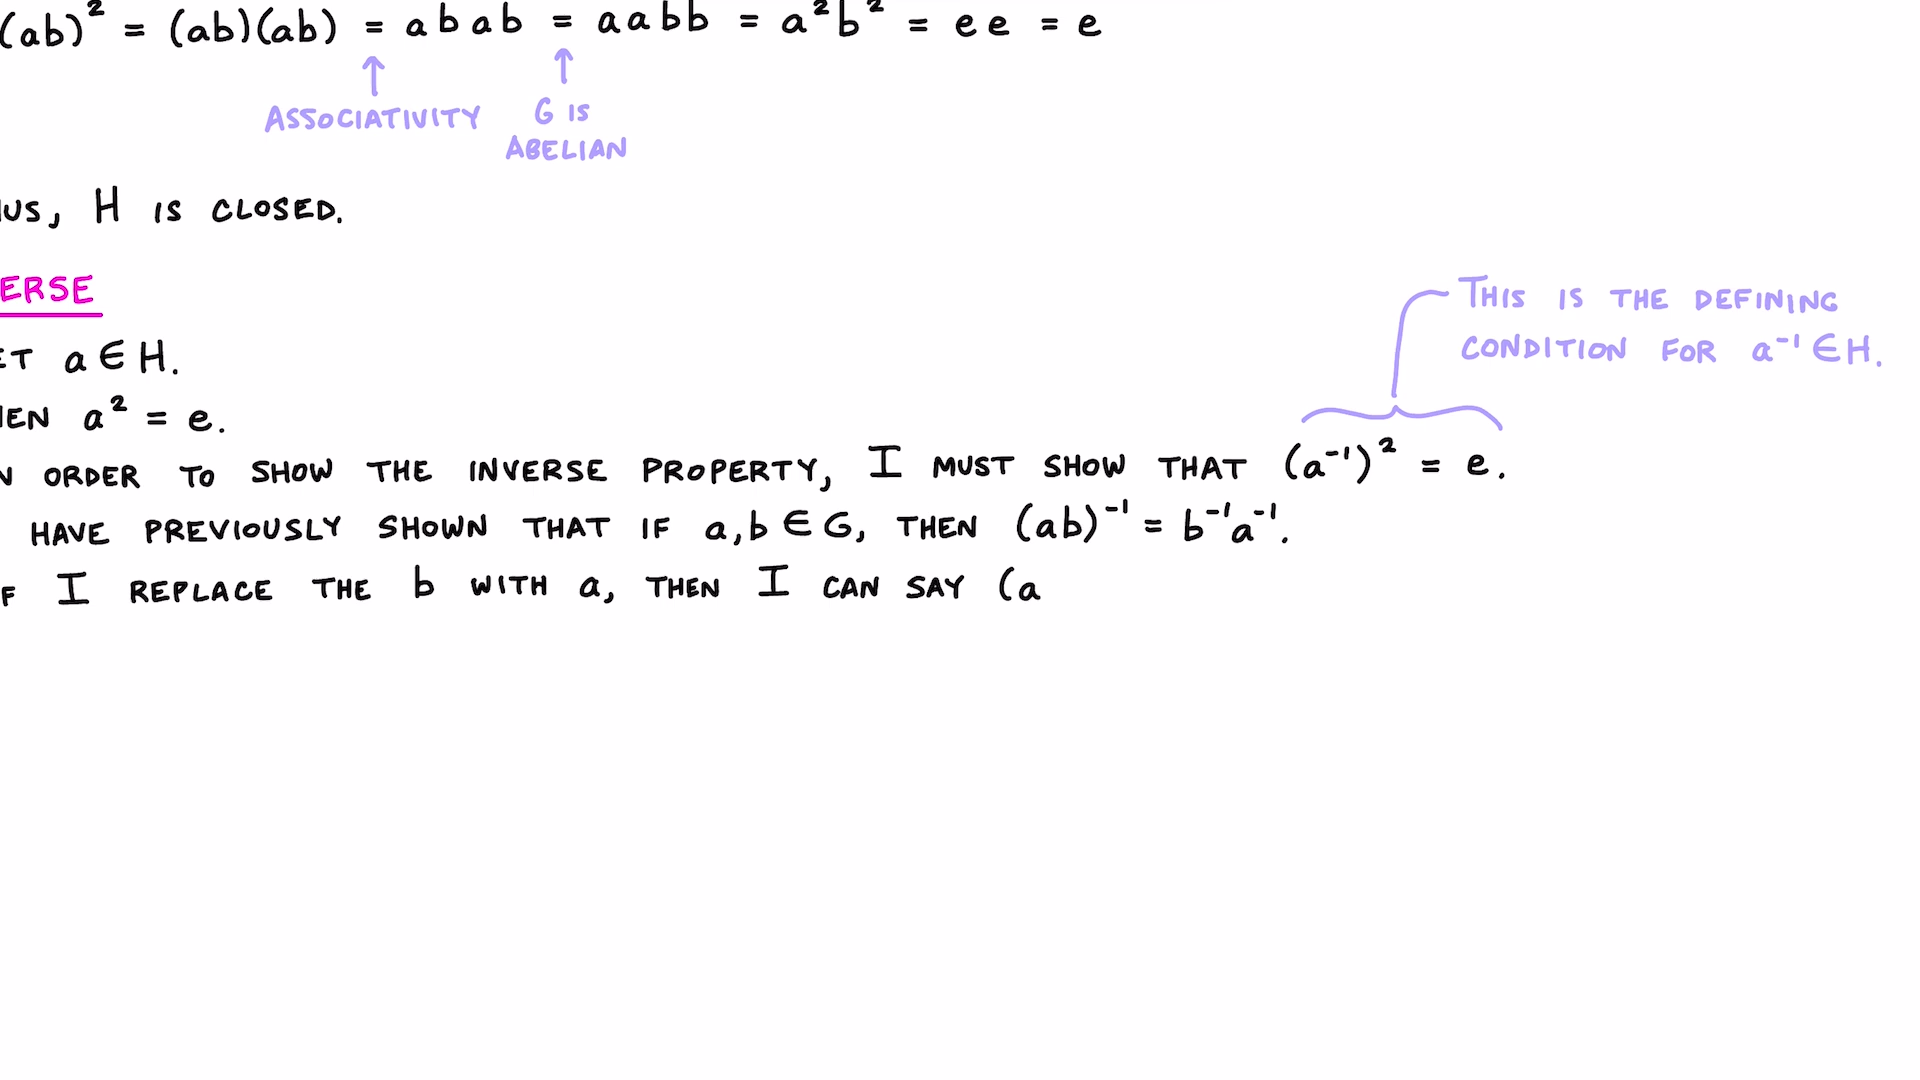 (ab)² = (ab)(ab) = abab = aabb = a²b² = ee = e
ASSOCIATIVITY
G IS
ABELIAN
US, H IS CLOSED.
ERSE
THIS IS THE DEFINING
CONDITION FOR a⁻¹ ∈ H.
ET a ∈ H.
EN a² = e.
N ORDER TO SHOW THE INVERSE PROPERTY, I MUST SHOW THAT (a⁻¹)² = e.
HAVE PREVIOUSLY SHOWN THAT IF a, b ∈ G, THEN (ab)⁻¹ = b⁻¹a⁻¹.
F I REPLACE THE b WITH a, THEN I CAN SAY (a